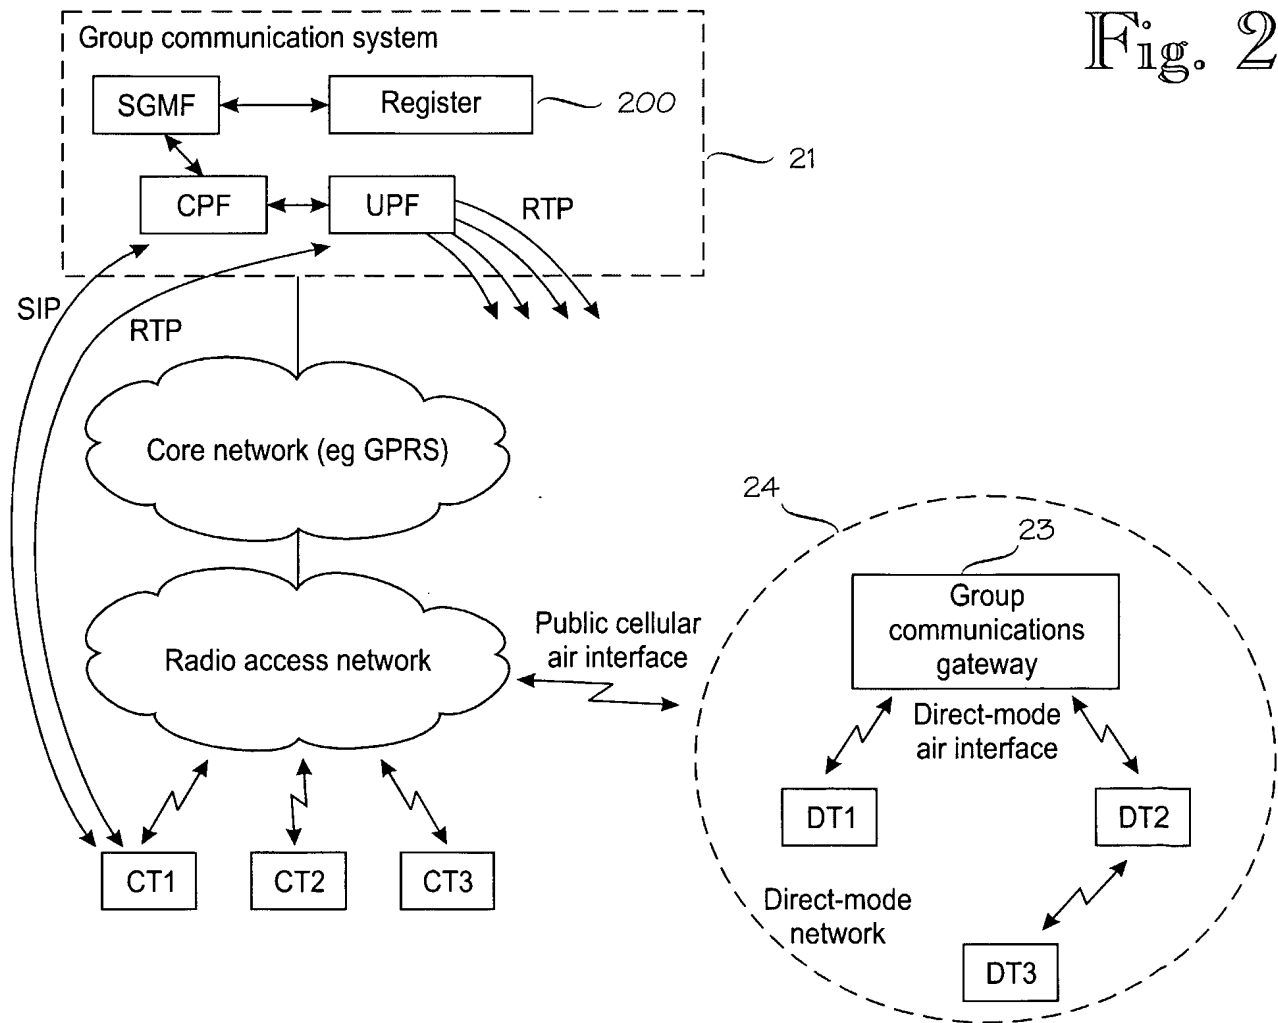 Fig. 2
Group communication system
SGMF
Register
200
21
CPF
UPF
RTP
SIP
RTP
Core network (eg GPRS)
24
23
Group
communications
gateway
Public cellular
air interface
Radio access network
Direct-mode
air interface
DT1
DT2
CT1
CT2
CT3
Direct-mode
network
DT3